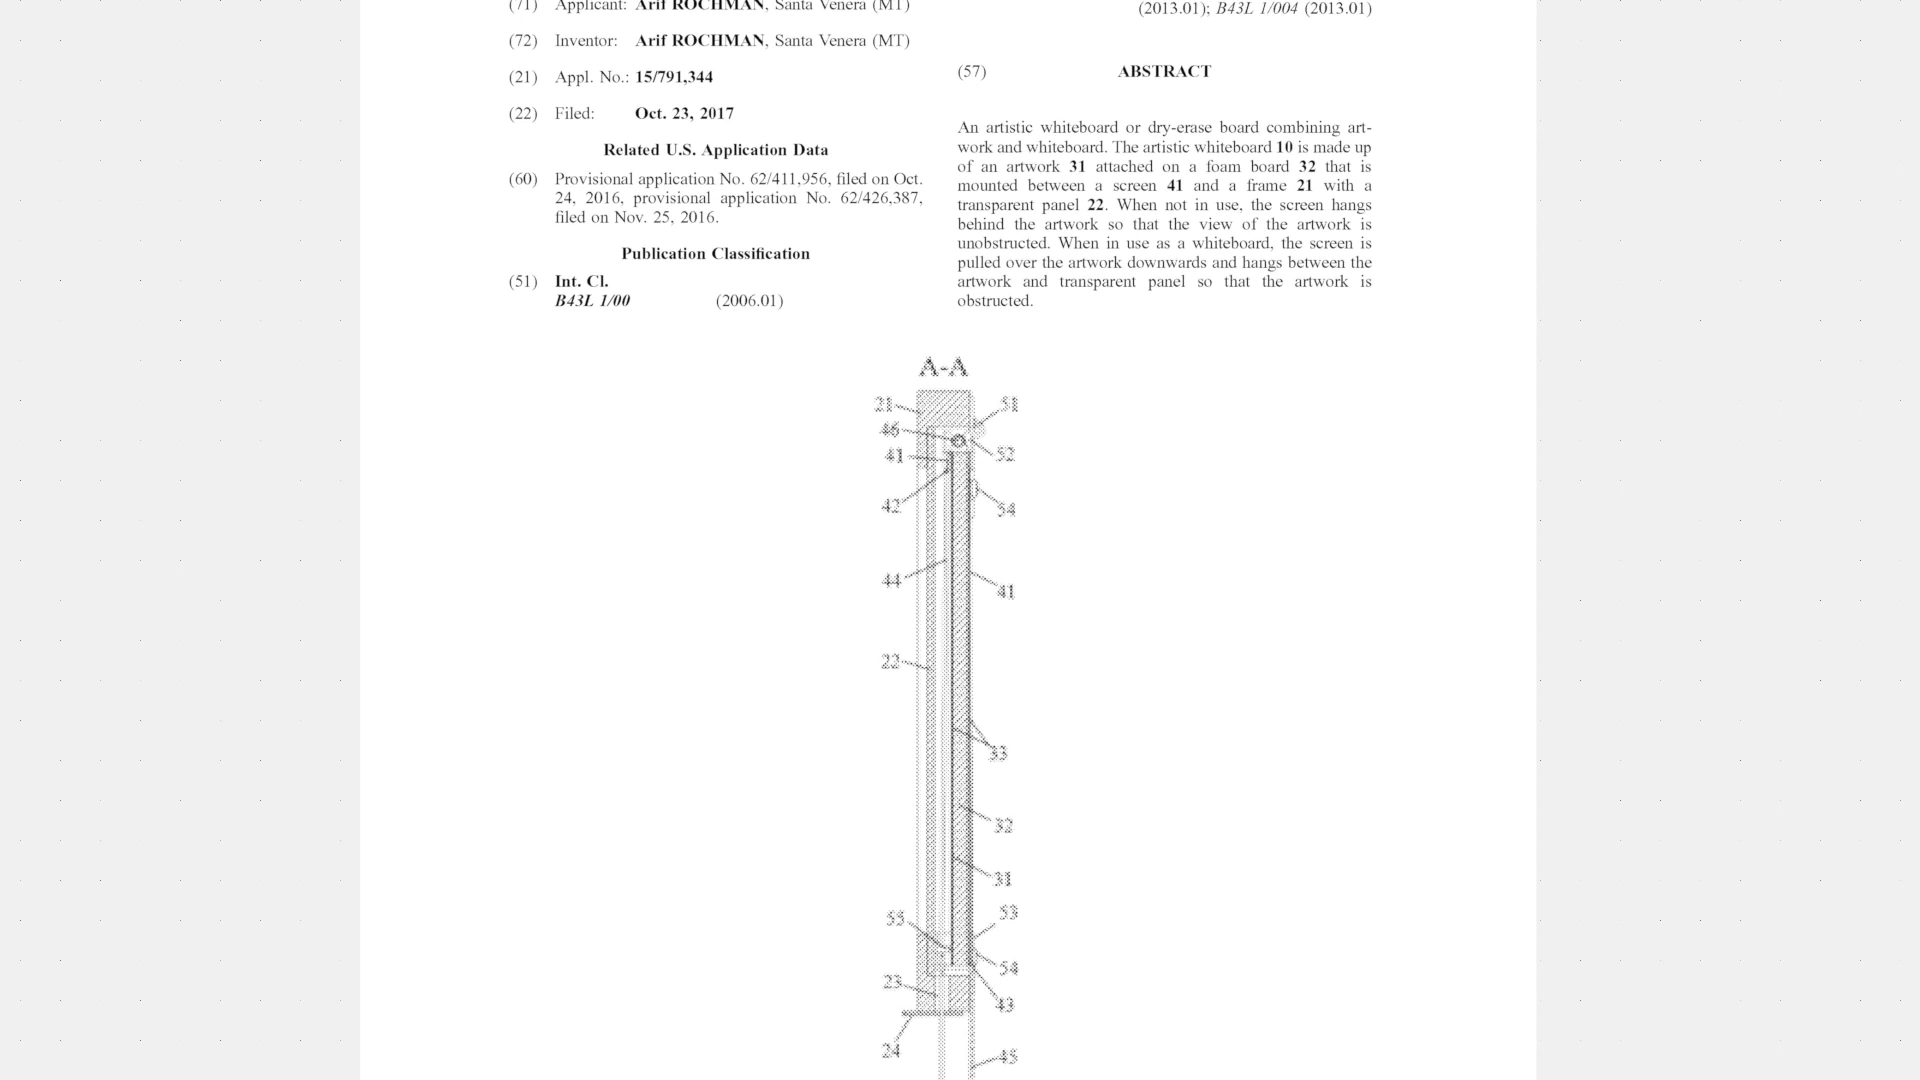 (71) Applicant: Arif ROCHMAN, Santa Venera (MT)
(72) Inventor: Arif ROCHMAN, Santa Venera (MT)
(21) Appl. No.: 15/791,344
(22) Filed: Oct. 23, 2017
Related U.S. Application Data
(60) Provisional application No. 62/411,956, filed on Oct.
24, 2016, provisional application No. 62/426,387,
filed on Nov. 25, 2016.
Publication Classification
(51) Int. Cl.
B43L 1/00 (2006.01)
(2013.01); B43L 1/004 (2013.01)
(57) ABSTRACT
An artistic whiteboard or dry-erase board combining art-
work and whiteboard. The artistic whiteboard 10 is made up
of an artwork 31 attached on a foam board 32 that is
mounted between a screen 41 and a frame 21 with a
transparent panel 22. When not in use, the screen hangs
behind the artwork so that the view of the artwork is
unobstructed. When in use as a whiteboard, the screen is
pulled over the artwork downwards and hangs between the
artwork and transparent panel so that the artwork is
obstructed.
A-A
21 51
46
41 52
42 54
44 41
22
33
32
31
55 53
54
23 43
24 45